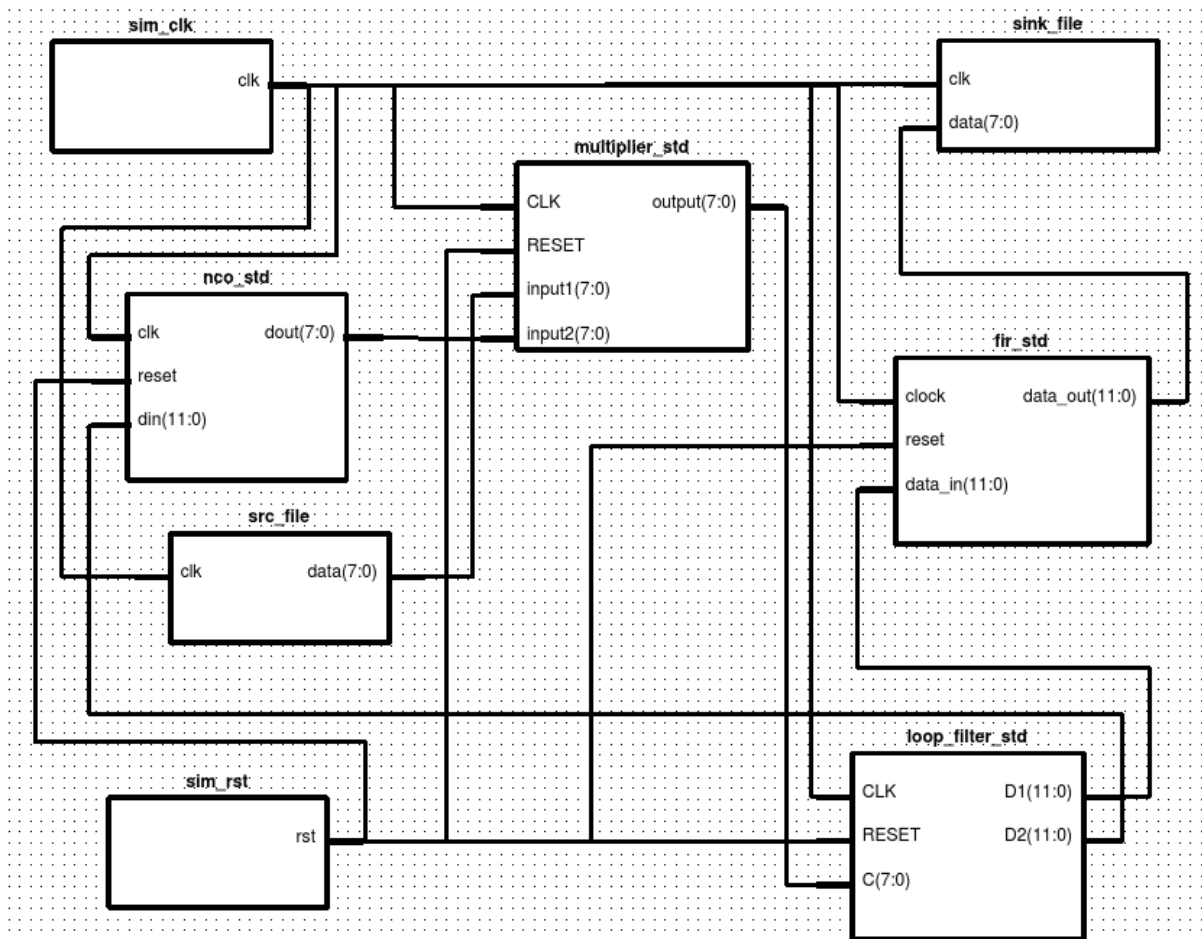 sim_clk
clk
sink_file
clk
data(7:0)
multiplier_std
CLK
output(7:0)
RESET
input1(7:0)
input2(7:0)
nco_std
clk
dout(7:0)
reset
din(11:0)
fir_std
clock
data_out(11:0)
reset
data_in(11:0)
src_file
clk
data(7:0)
sim_rst
rst
loop_filter_std
CLK
D1(11:0)
RESET
D2(11:0)
C(7:0)